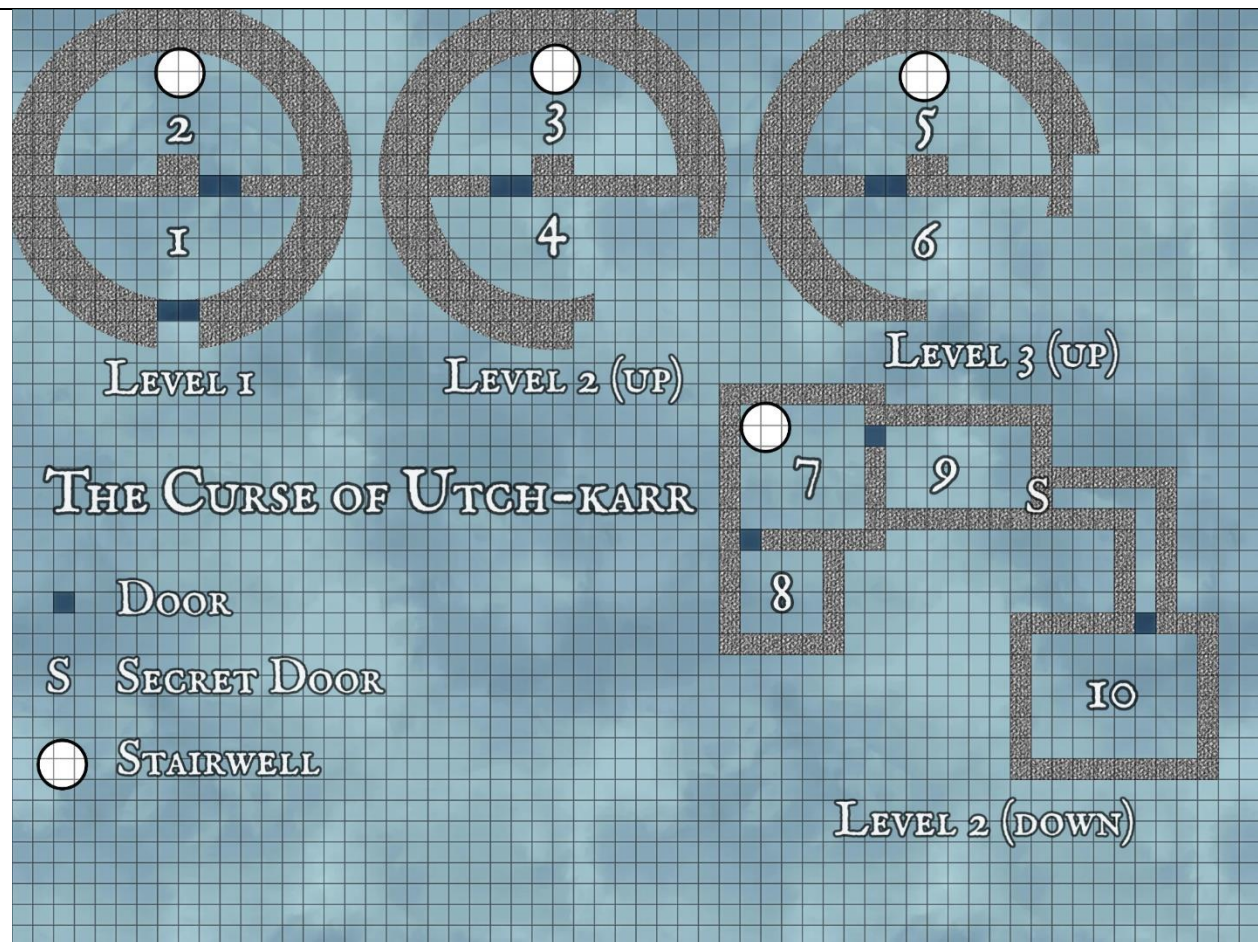 2
3
5
1
4
6
Level 1
Level 2 (up)
Level 3 (up)
The Curse of Utch-karr
7
9
S
8
Door
S Secret Door
10
Stairwell
Level 2 (down)